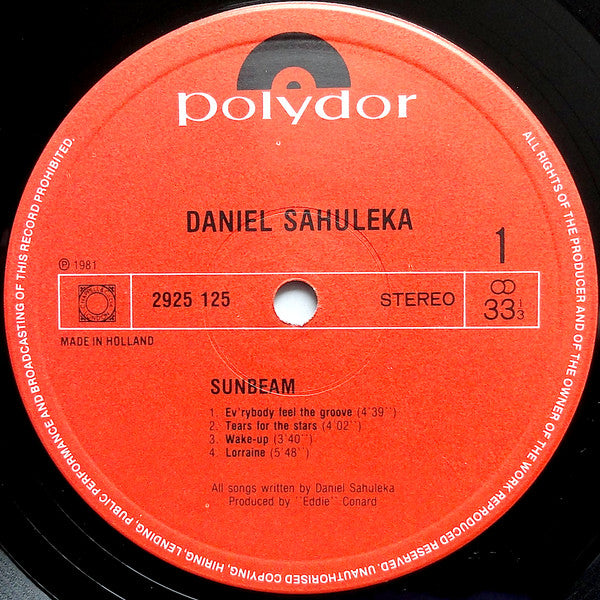 polydor
DANIEL SAHULEKA
1
℗ 1981
2925 125
STEREO
33 1/3
MADE IN HOLLAND
SUNBEAM
1. Ev'rybody feel the groove (4'39'')
2. Tears for the stars (4'02'')
3. Wake-up (3'40'')
4. Lorraine (5'48'')
All songs written by Daniel Sahuleka
Produced by ''Eddie'' Conard
ALL RIGHTS OF THE PRODUCER AND OF THE OWNER OF THE WORK REPRODUCED RESERVED. UNAUTHORISED COPYING, HIRING, LENDING, PUBLIC PERFORMANCE AND BROADCASTING OF THIS RECORD PROHIBITED.